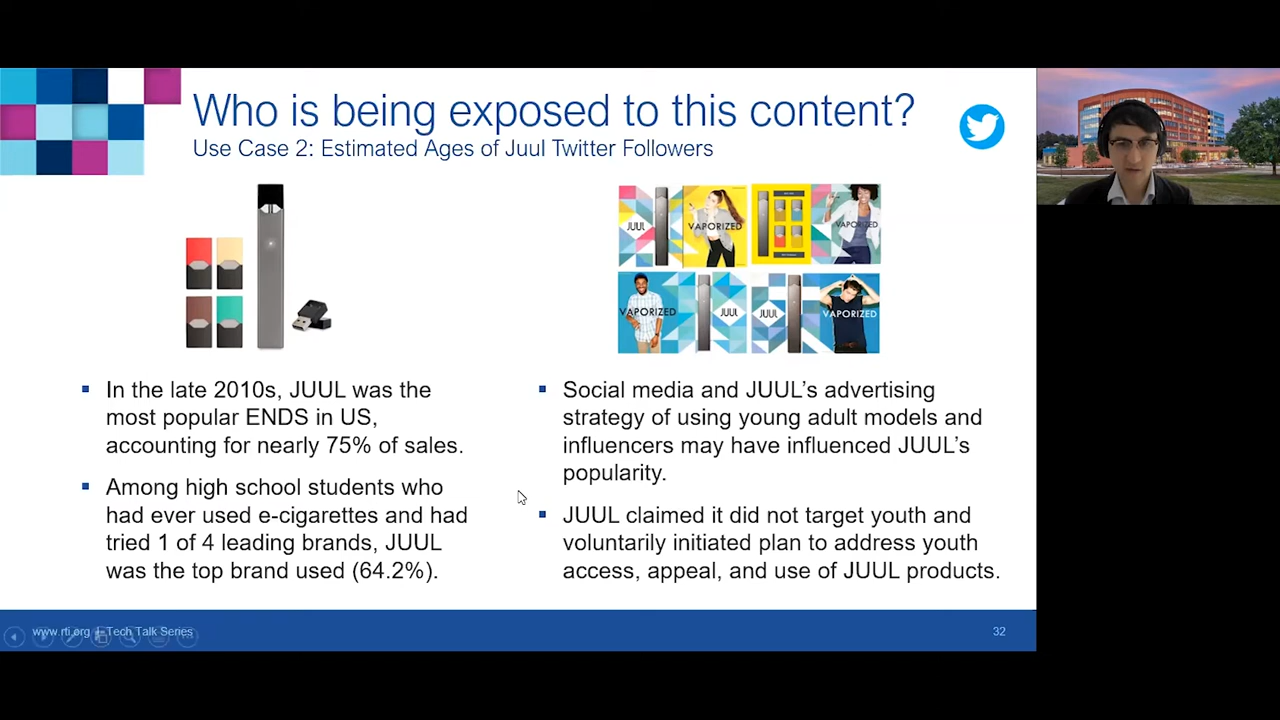 Who is being exposed to this content?
Use Case 2: Estimated Ages of Juul Twitter Followers
JUUL
VAPORIZED
VAPORIZED
VAPORIZED
JUUL
JUUL
VAPORIZED
▪ In the late 2010s, JUUL was the
most popular ENDS in US,
accounting for nearly 75% of sales.
▪ Among high school students who
had ever used e-cigarettes and had
tried 1 of 4 leading brands, JUUL
was the top brand used (64.2%).
▪ Social media and JUUL’s advertising
strategy of using young adult models and
influencers may have influenced JUUL’s
popularity.
▪ JUUL claimed it did not target youth and
voluntarily initiated plan to address youth
access, appeal, and use of JUUL products.
www.rti.org | Tech Talk Series
32